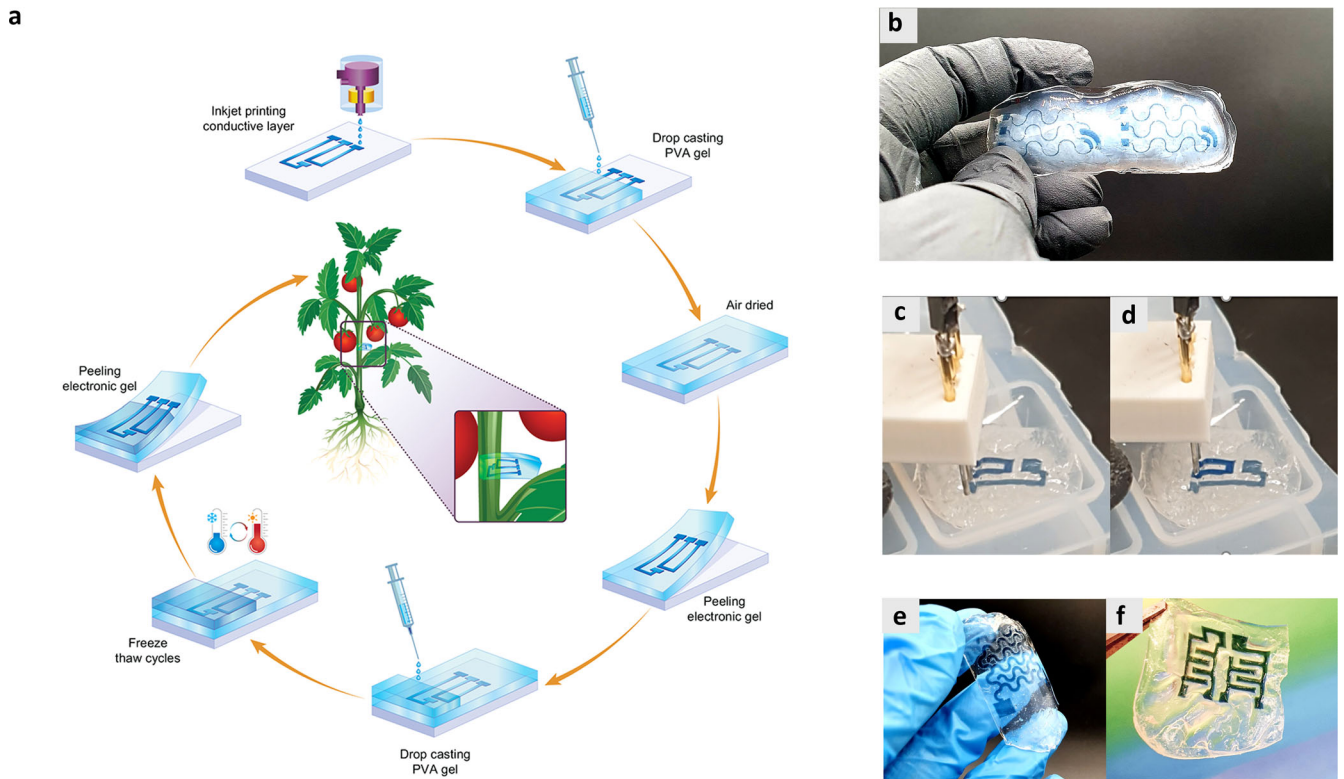 a
Inkjet printing
conductive layer
Drop casting
PVA gel
Air dried
Peeling
electronic gel
Drop casting
PVA gel
Freeze
thaw cycles
Peeling
electronic gel
b
c
d
e
f